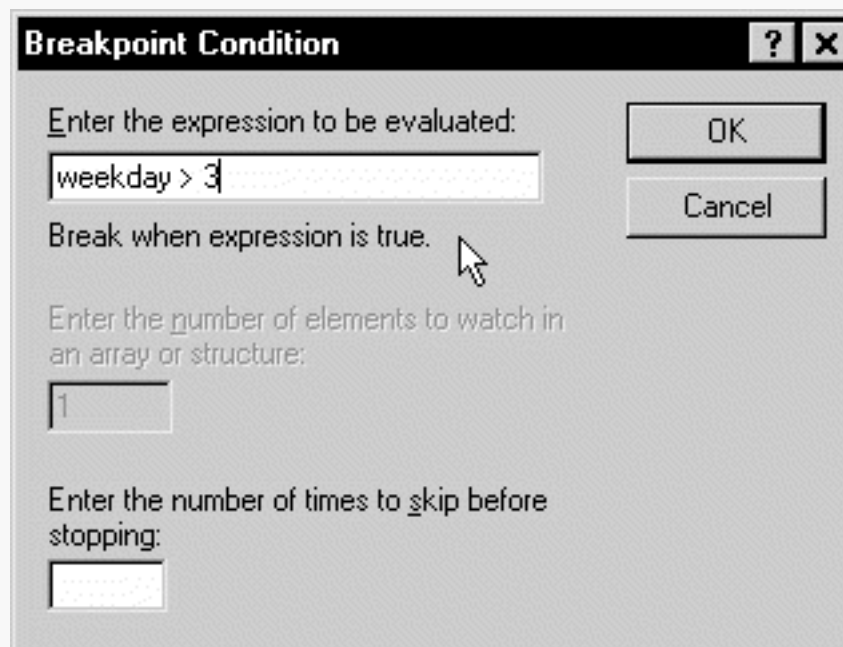 Breakpoint Condition
Enter the expression to be evaluated:
OK
weekday > 3
Cancel
Break when expression is true.
Enter the number of elements to watch in
an array or structure:
1
Enter the number of times to skip before
stopping: